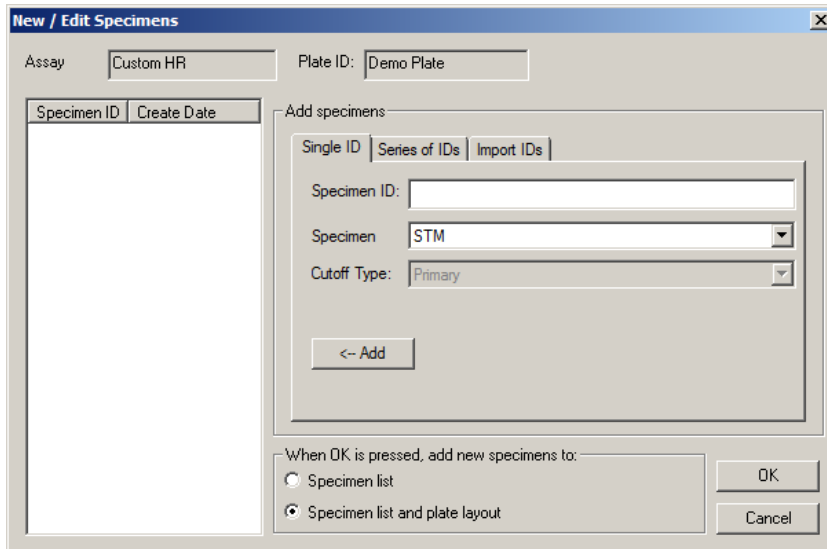 New / Edit Specimens
Assay Custom HR Plate ID: Demo Plate
Specimen ID Create Date
Add specimens
Single ID Series of IDs Import IDs
Specimen ID:
Specimen STM
Cutoff Type: Primary
<-- Add
When OK is pressed, add new specimens to:
Specimen list
Specimen list and plate layout
OK
Cancel